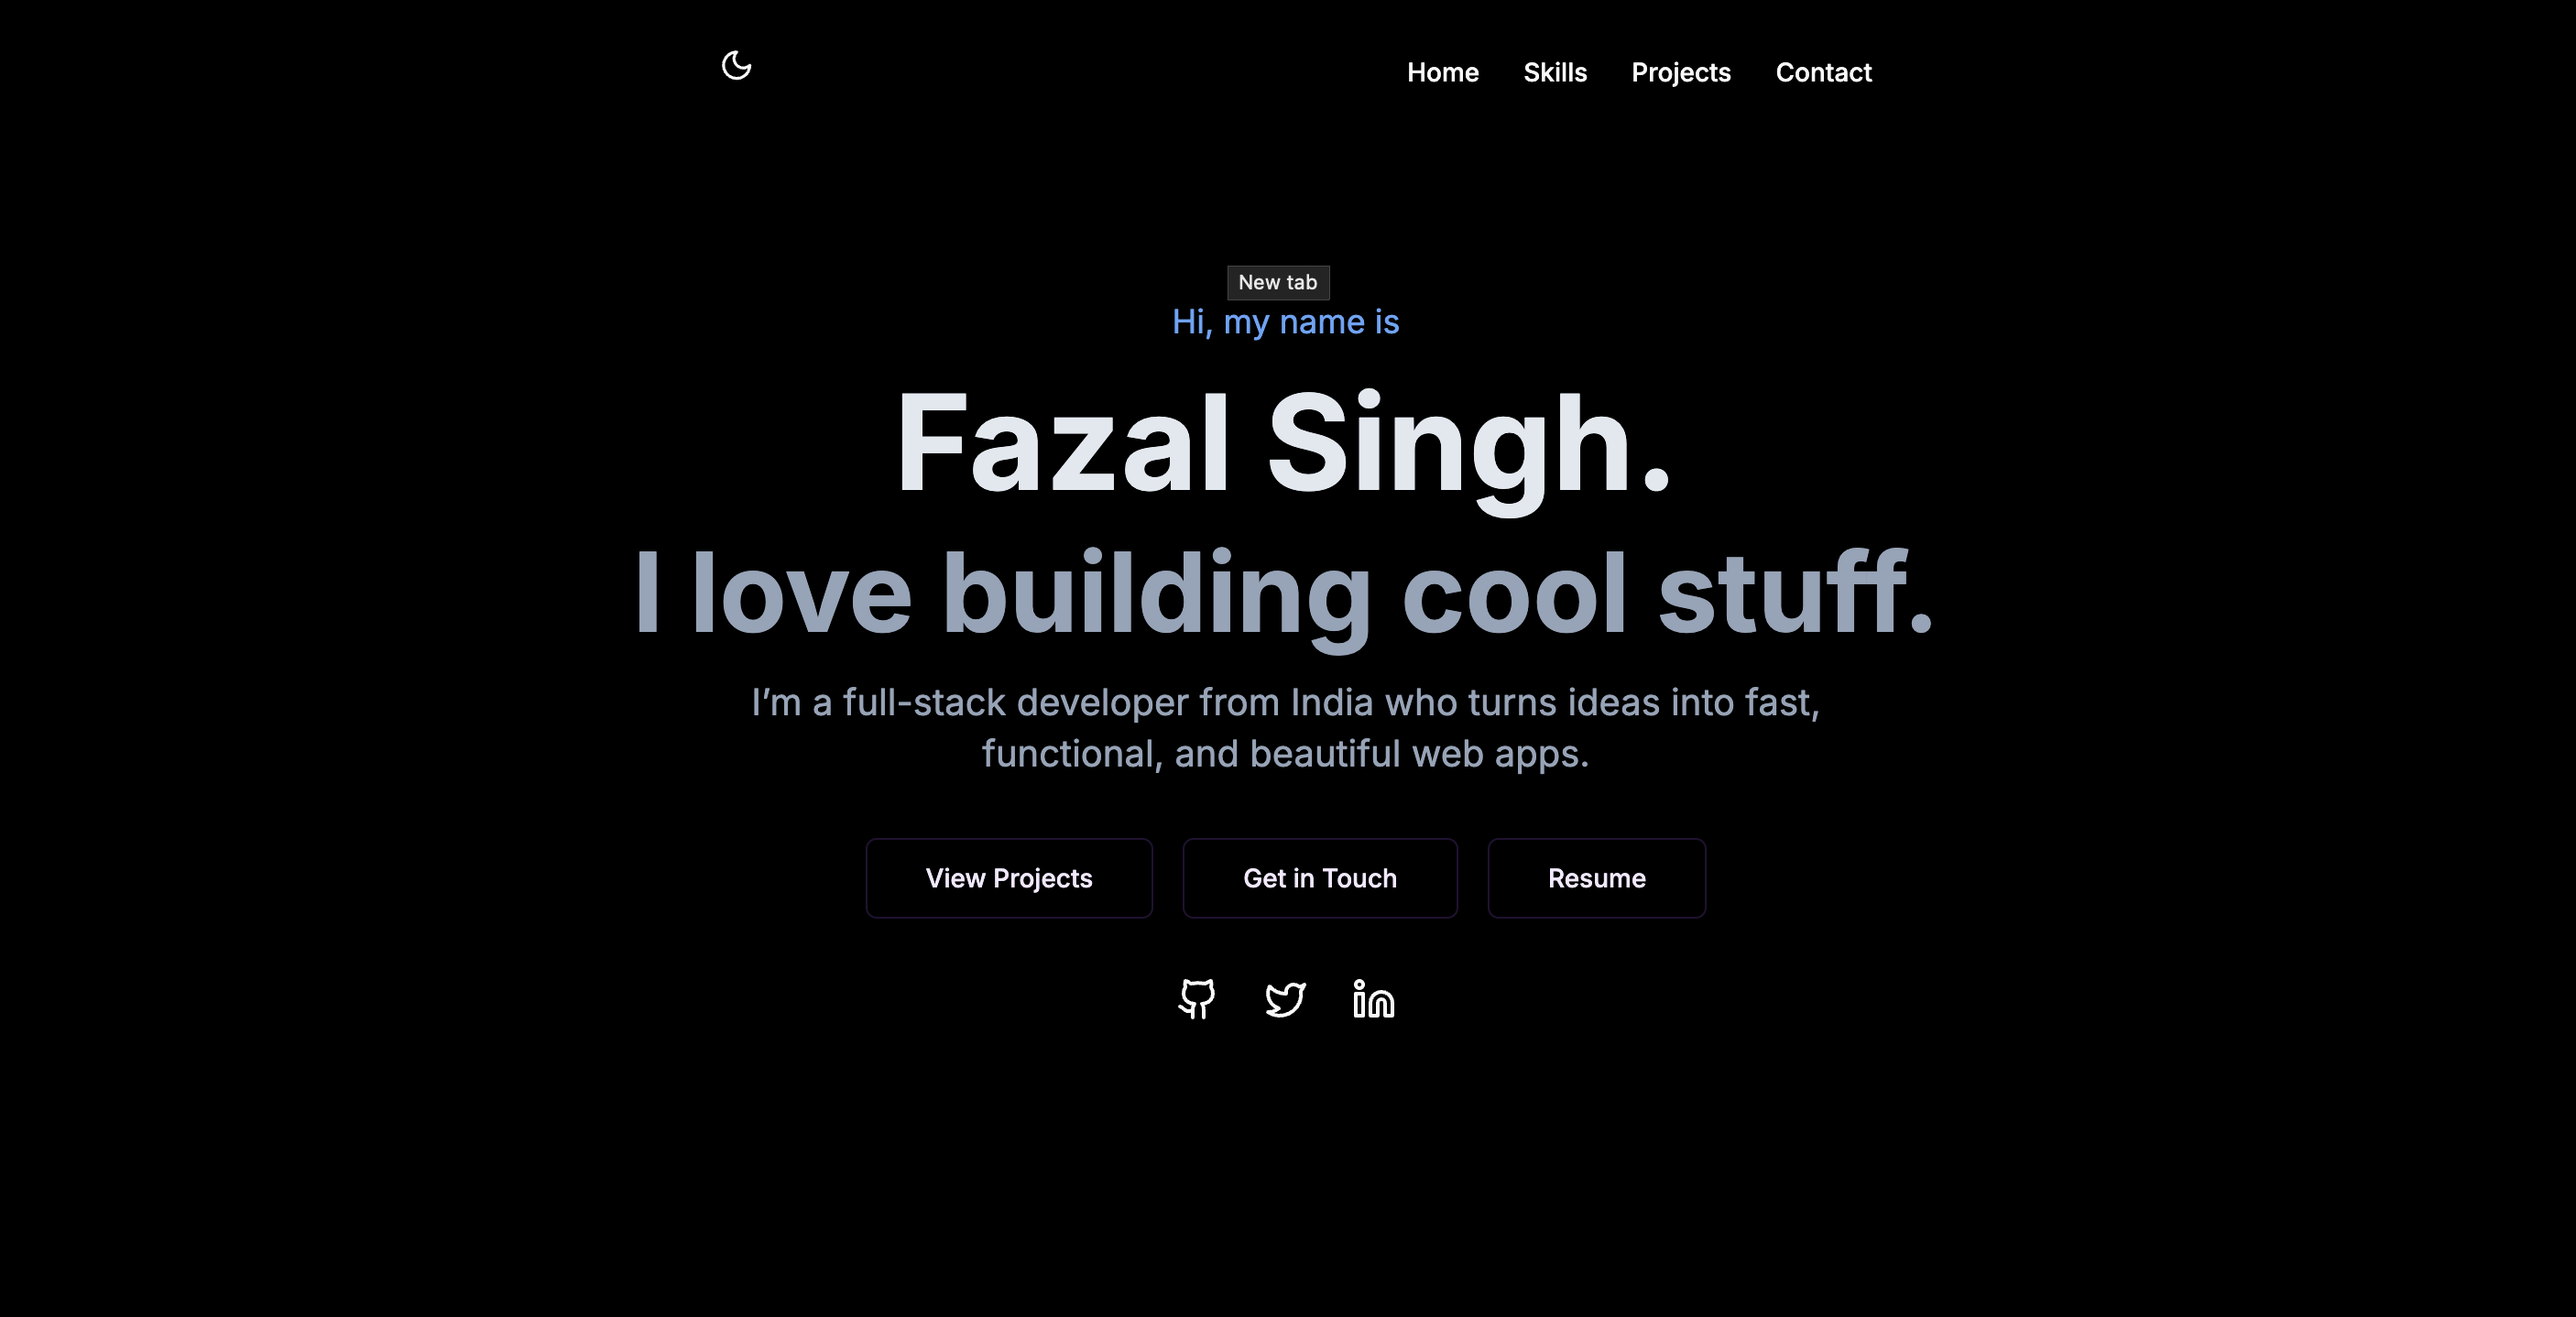 Home Skills Projects Contact
New tab
Hi, my name is
Fazal Singh.
I love building cool stuff.
I’m a full-stack developer from India who turns ideas into fast,
functional, and beautiful web apps.
View Projects Get in Touch Resume